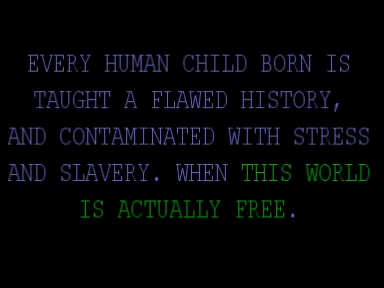 EVERY HUMAN CHILD BORN IS
TAUGHT A FLAWED HISTORY,
AND CONTAMINATED WITH STRESS
AND SLAVERY. WHEN THIS WORLD
IS ACTUALLY FREE.